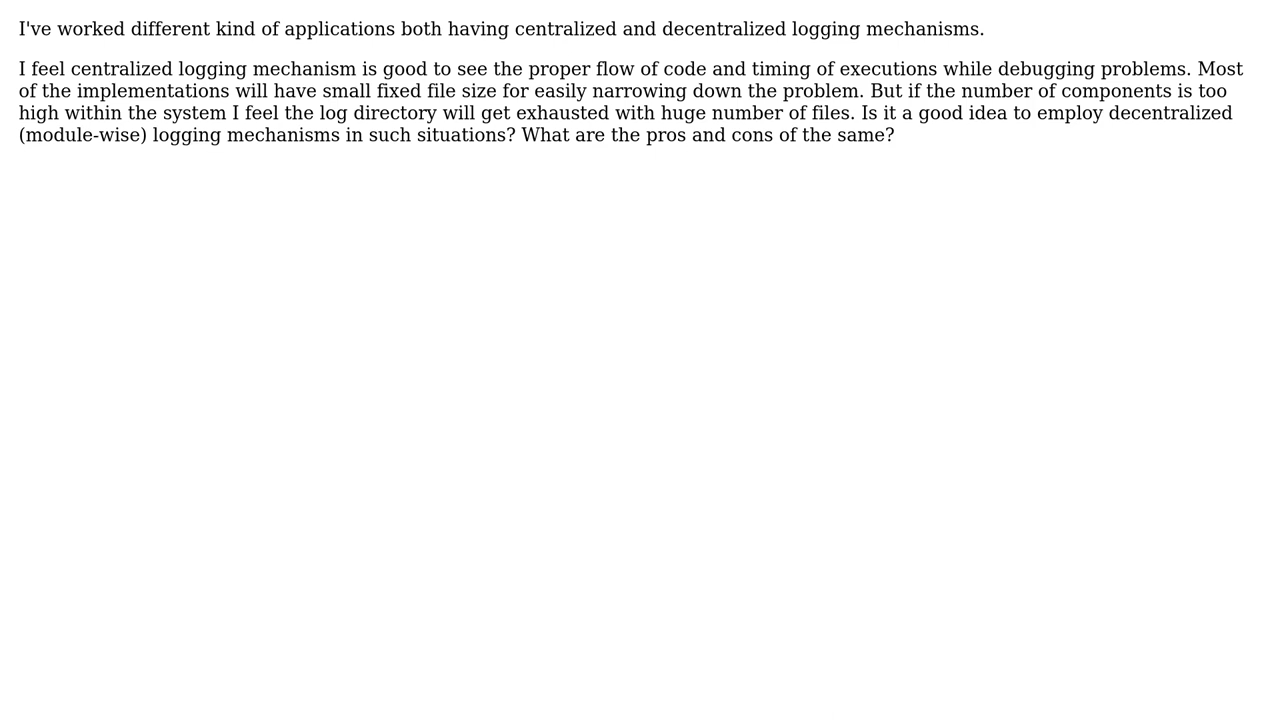 I've worked different kind of applications both having centralized and decentralized logging mechanisms.
I feel centralized logging mechanism is good to see the proper flow of code and timing of executions while debugging problems. Most
of the implementations will have small fixed file size for easily narrowing down the problem. But if the number of components is too
high within the system I feel the log directory will get exhausted with huge number of files. Is it a good idea to employ decentralized
(module-wise) logging mechanisms in such situations? What are the pros and cons of the same?